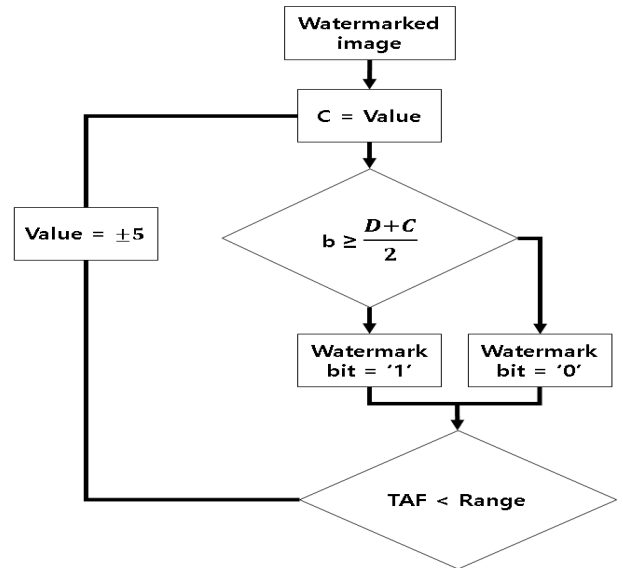 Watermarked
image
C = Value
Value = ±5
b ≥ (D+C)/2
Watermark
bit = ‘1’
Watermark
bit = ‘0’
TAF < Range